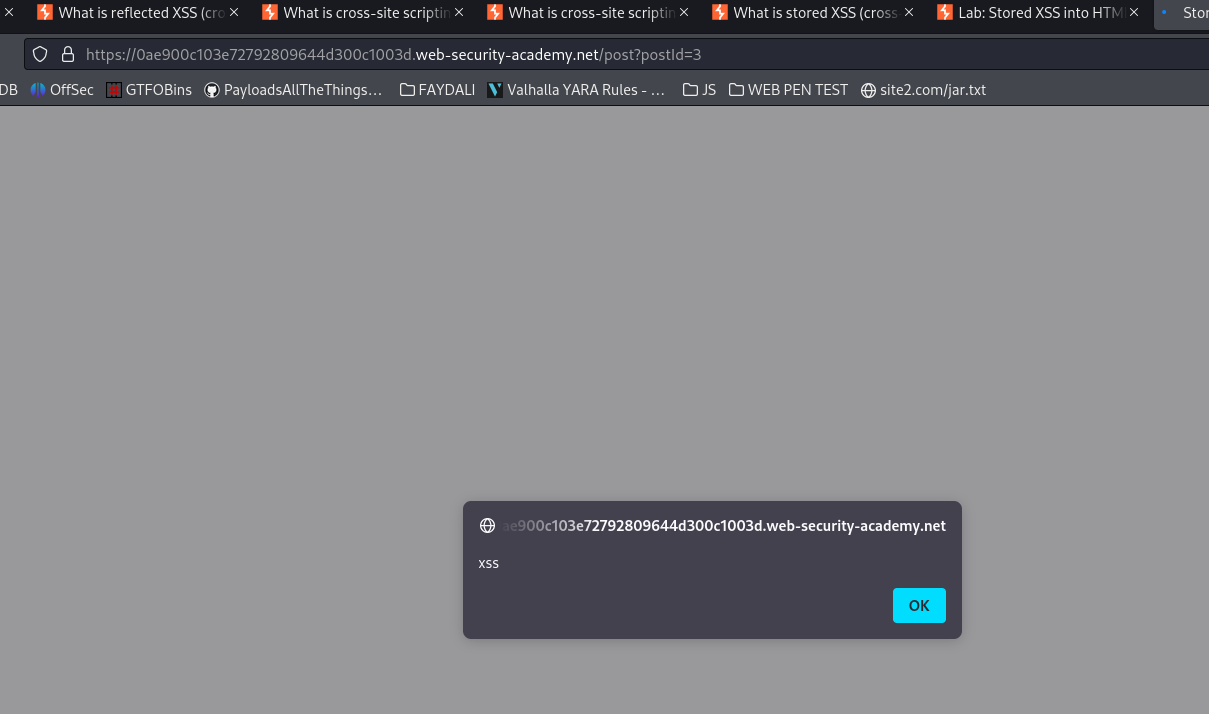 What is reflected XSS (cro What is cross-site scriptin What is cross-site scriptin What is stored XSS (cross Lab: Stored XSS into HTM Stor
https://0ae900c103e72792809644d300c1003d.web-security-academy.net/post?postId=3
DB OffSec GTFOBins PayloadsAllTheThings… FAYDALI Valhalla YARA Rules - … JS WEB PEN TEST site2.com/jar.txt
ae900c103e72792809644d300c1003d.web-security-academy.net
xss
OK